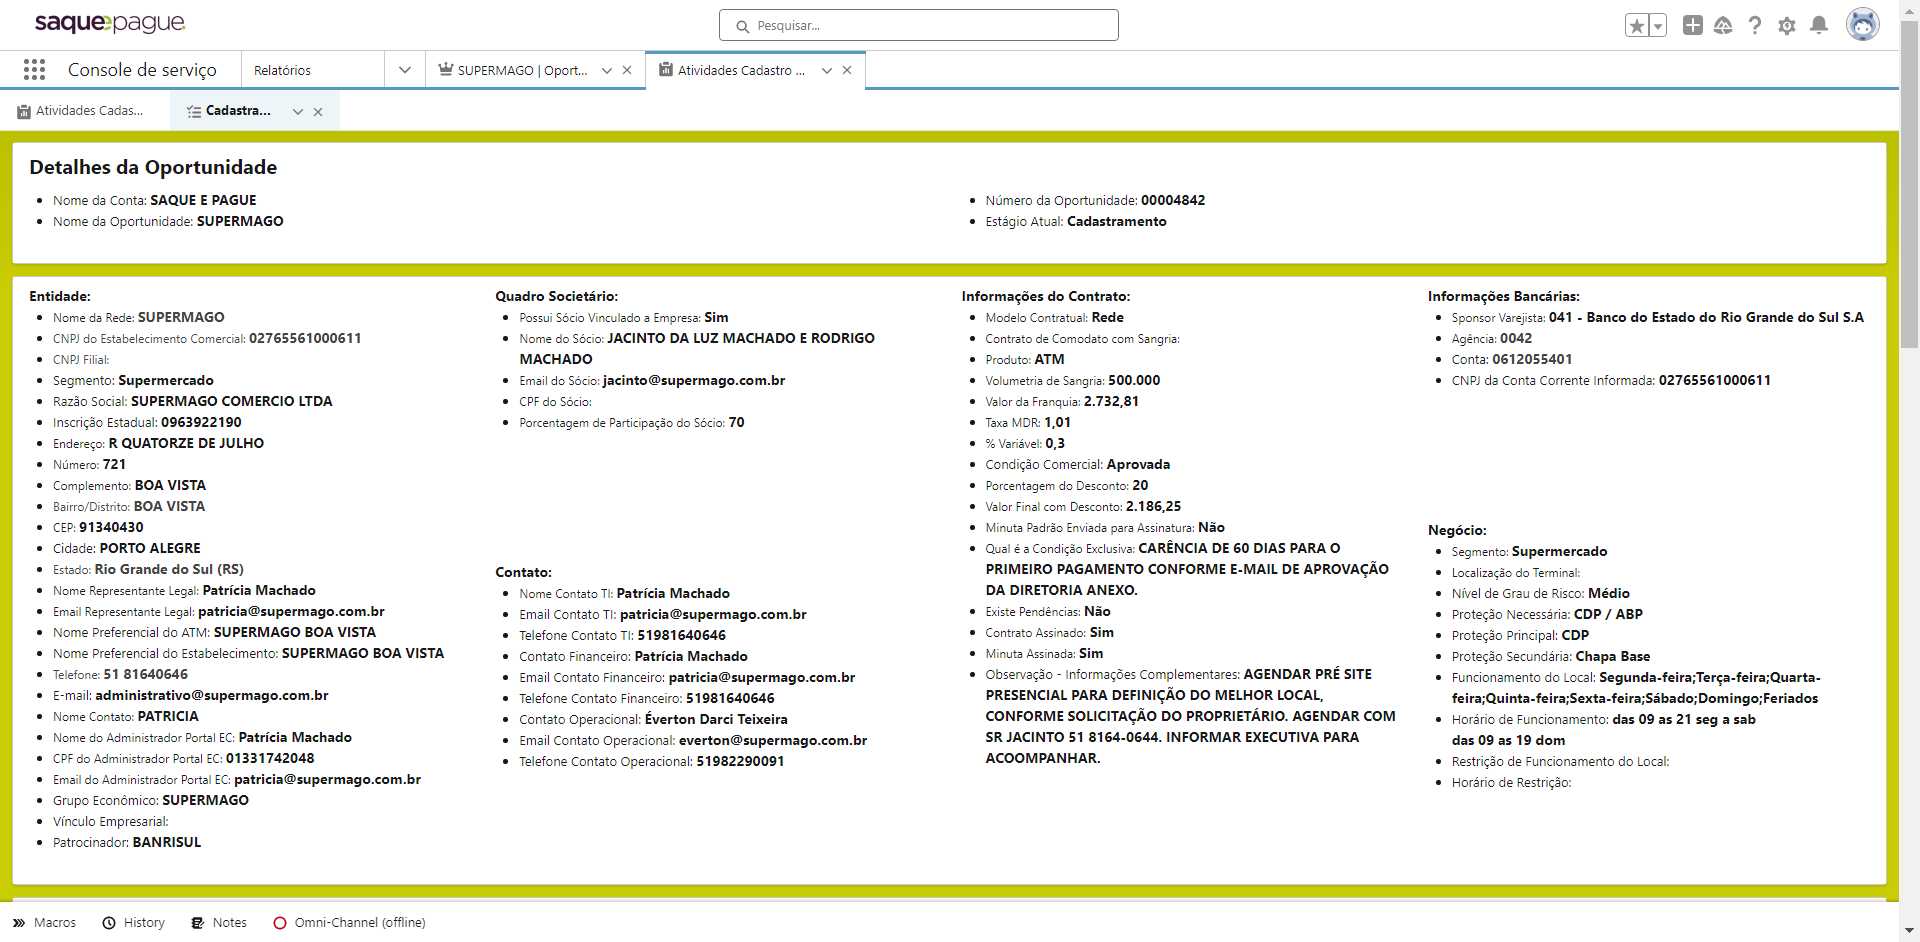 saquepague
Pesquisar...
Console de serviço
Relatórios
SUPERMAGO | Oport...
Atividades Cadastro ...
Atividades Cadas...
Cadastra...
Detalhes da Oportunidade
Nome da Conta: SAQUE E PAGUE
Nome da Oportunidade: SUPERMAGO
Número da Oportunidade: 00004842
Estágio Atual: Cadastramento
Entidade:
Nome da Rede: SUPERMAGO
CNPJ do Estabelecimento Comercial: 02765561000611
CNPJ Filial:
Segmento: Supermercado
Razão Social: SUPERMAGO COMERCIO LTDA
Inscrição Estadual: 0963922190
Endereço: R QUATORZE DE JULHO
Número: 721
Complemento: BOA VISTA
Bairro/Distrito: BOA VISTA
CEP: 91340430
Cidade: PORTO ALEGRE
Estado: Rio Grande do Sul (RS)
Nome Representante Legal: Patrícia Machado
Email Representante Legal: patricia@supermago.com.br
Nome Preferencial do ATM: SUPERMAGO BOA VISTA
Nome Preferencial do Estabelecimento: SUPERMAGO BOA VISTA
Telefone: 51 81640646
E-mail: administrativo@supermago.com.br
Nome Contato: PATRICIA
Nome do Administrador Portal EC: Patrícia Machado
CPF do Administrador Portal EC: 01331742048
Email do Administrador Portal EC: patricia@supermago.com.br
Grupo Econômico: SUPERMAGO
Vínculo Empresarial:
Patrocinador: BANRISUL
Quadro Societário:
Possui Sócio Vinculado a Empresa: Sim
Nome do Sócio: JACINTO DA LUZ MACHADO E RODRIGO
MACHADO
Email do Sócio: jacinto@supermago.com.br
CPF do Sócio:
Porcentagem de Participação do Sócio: 70
Contato:
Nome Contato TI: Patrícia Machado
Email Contato TI: patricia@supermago.com.br
Telefone Contato TI: 51981640646
Contato Financeiro: Patrícia Machado
Email Contato Financeiro: patricia@supermago.com.br
Telefone Contato Financeiro: 51981640646
Contato Operacional: Éverton Darci Teixeira
Email Contato Operacional: everton@supermago.com.br
Telefone Contato Operacional: 51982290091
Informações do Contrato:
Modelo Contratual: Rede
Contrato de Comodato com Sangria:
Produto: ATM
Volumetria de Sangria: 500.000
Valor da Franquia: 2.732,81
Taxa MDR: 1,01
% Variável: 0,3
Condição Comercial: Aprovada
Porcentagem do Desconto: 20
Valor Final com Desconto: 2.186,25
Minuta Padrão Enviada para Assinatura: Não
Qual é a Condição Exclusiva: CARÊNCIA DE 60 DIAS PARA O
PRIMEIRO PAGAMENTO CONFORME E-MAIL DE APROVAÇÃO
DA DIRETORIA ANEXO.
Existe Pendências: Não
Contrato Assinado: Sim
Minuta Assinada: Sim
Observação - Informações Complementares: AGENDAR PRÉ SITE
PRESENCIAL PARA DEFINIÇÃO DO MELHOR LOCAL,
CONFORME SOLICITAÇÃO DO PROPRIETÁRIO. AGENDAR COM
SR JACINTO 51 8164-0644. INFORMAR EXECUTIVA PARA
ACOOMPANHAR.
Informações Bancárias:
Sponsor Varejista: 041 - Banco do Estado do Rio Grande do Sul S.A
Agência: 0042
Conta: 0612055401
CNPJ da Conta Corrente Informada: 02765561000611
Negócio:
Segmento: Supermercado
Localização do Terminal:
Nível de Grau de Risco: Médio
Proteção Necessária: CDP / ABP
Proteção Principal: CDP
Proteção Secundária: Chapa Base
Funcionamento do Local: Segunda-feira;Terça-feira;Quarta-
feira;Quinta-feira;Sexta-feira;Sábado;Domingo;Feriados
Horário de Funcionamento: das 09 as 21 seg a sab
das 09 as 19 dom
Restrição de Funcionamento do Local:
Horário de Restrição:
Macros
History
Notes
Omni-Channel (offline)